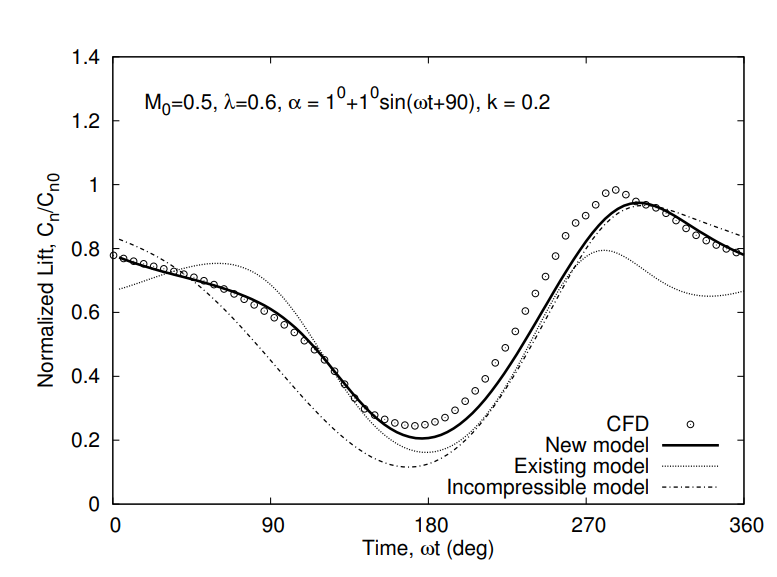 1.4
M0=0.5, λ=0.6, α = 1⁰+1⁰sin(ωt+90), k = 0.2
1.2
1
0.8
0.6
0.4
0.2
0
Normalized Lift, Cn/Cn0
CFD
New model
Existing model
Incompressible model
0 90 180 270 360
Time, ωt (deg)